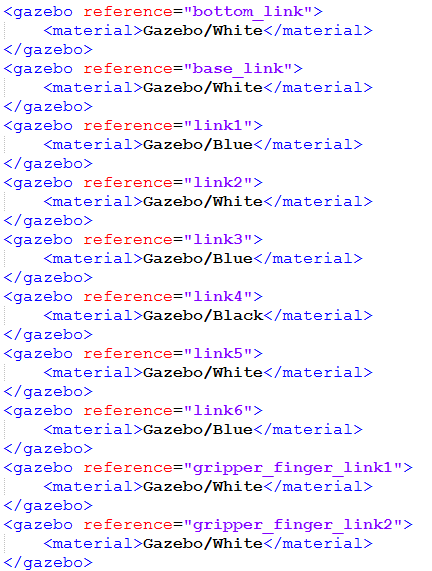 <gazebo reference="bottom_link">
    <material>Gazebo/White</material>
</gazebo>
<gazebo reference="base_link">
    <material>Gazebo/White</material>
</gazebo>
<gazebo reference="link1">
    <material>Gazebo/Blue</material>
</gazebo>
<gazebo reference="link2">
    <material>Gazebo/White</material>
</gazebo>
<gazebo reference="link3">
    <material>Gazebo/Blue</material>
</gazebo>
<gazebo reference="link4">
    <material>Gazebo/Black</material>
</gazebo>
<gazebo reference="link5">
    <material>Gazebo/White</material>
</gazebo>
<gazebo reference="link6">
    <material>Gazebo/Blue</material>
</gazebo>
<gazebo reference="gripper_finger_link1">
    <material>Gazebo/White</material>
</gazebo>
<gazebo reference="gripper_finger_link2">
    <material>Gazebo/White</material>
</gazebo>